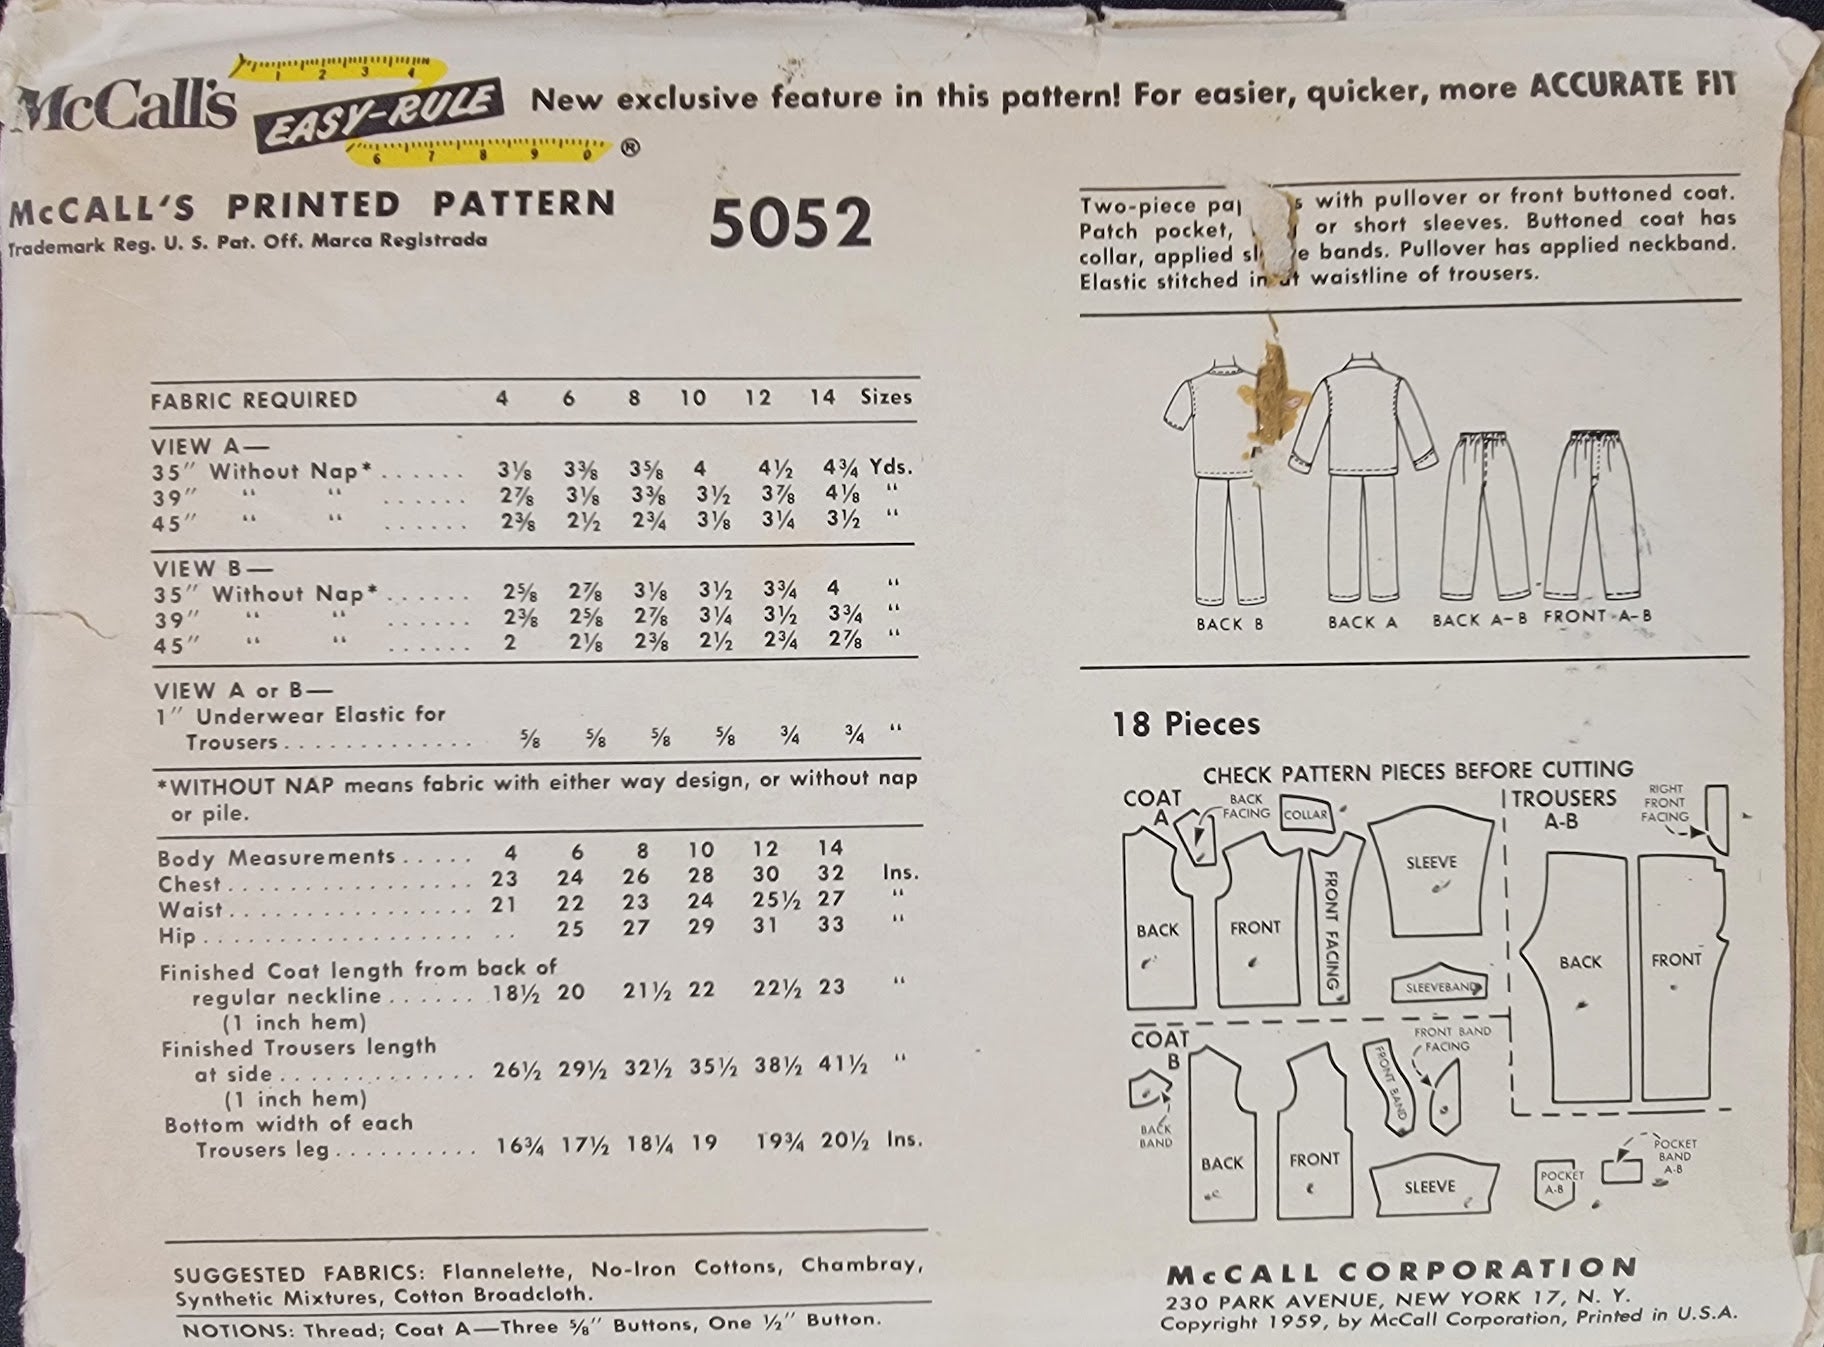 McCall's EASY-RULE New exclusive feature in this pattern! For easier, quicker, more ACCURATE FIT
1 2 3 4
6 7 8 9 0 ®
McCALL'S PRINTED PATTERN 5052
Trademark Reg. U. S. Pat. Off. Marca Registrada
Two-piece with pullover or front buttoned coat.
Patch pocket, or short sleeves. Buttoned coat has
collar, applied bands. Pullover has applied neckband.
Elastic stitched in at waistline of trousers.
FABRIC REQUIRED 4 6 8 10 12 14 Sizes
VIEW A—
35″ Without Nap* ...... 3⅛ 3⅜ 3⅝ 4 4½ 4¾ Yds.
39″ “ “ ...... 2⅞ 3⅛ 3⅜ 3½ 3⅞ 4⅛ “
45″ “ “ ...... 2⅜ 2½ 2¾ 3⅛ 3¼ 3½ “
VIEW B—
35″ Without Nap* ...... 2⅝ 2⅞ 3⅛ 3½ 3¾ 4 “
39″ “ “ ...... 2⅜ 2⅝ 2⅞ 3¼ 3½ 3¾ “
45″ “ “ ...... 2 2⅛ 2⅜ 2½ 2¾ 2⅞ “
VIEW A or B—
1″ Underwear Elastic for
Trousers ............. ⅝ ⅝ ⅝ ⅝ ¾ ¾ “
*WITHOUT NAP means fabric with either way design, or without nap
or pile.
Body Measurements ..... 4 6 8 10 12 14
Chest ................ 23 24 26 28 30 32 Ins.
Waist ................ 21 22 23 24 25½ 27 “
Hip .................. .. 25 27 29 31 33 “
Finished Coat length from back of
regular neckline ...... 18½ 20 21½ 22 22½ 23 “
(1 inch hem)
Finished Trousers length
at side ............. 26½ 29½ 32½ 35½ 38½ 41½ “
(1 inch hem)
Bottom width of each
Trousers leg .......... 16¾ 17½ 18¼ 19 19¾ 20½ Ins.
SUGGESTED FABRICS: Flannelette, No-Iron Cottons, Chambray,
Synthetic Mixtures, Cotton Broadcloth.
NOTIONS: Thread; Coat A—Three ⅝″ Buttons, One ½″ Button.
BACK B BACK A BACK A-B FRONT A-B
18 Pieces
CHECK PATTERN PIECES BEFORE CUTTING
COAT A
BACK FACING
COLLAR
BACK
FRONT
FRONT FACING
SLEEVE
SLEEVEBAND
TROUSERS A-B
RIGHT FRONT FACING
BACK
FRONT
COAT B
BACK BAND
BACK
FRONT
FRONT BAND
FRONT BAND FACING
SLEEVE
POCKET A-B
POCKET BAND A-B
McCALL CORPORATION
230 PARK AVENUE, NEW YORK 17, N. Y.
Copyright 1959, by McCall Corporation, Printed in U.S.A.